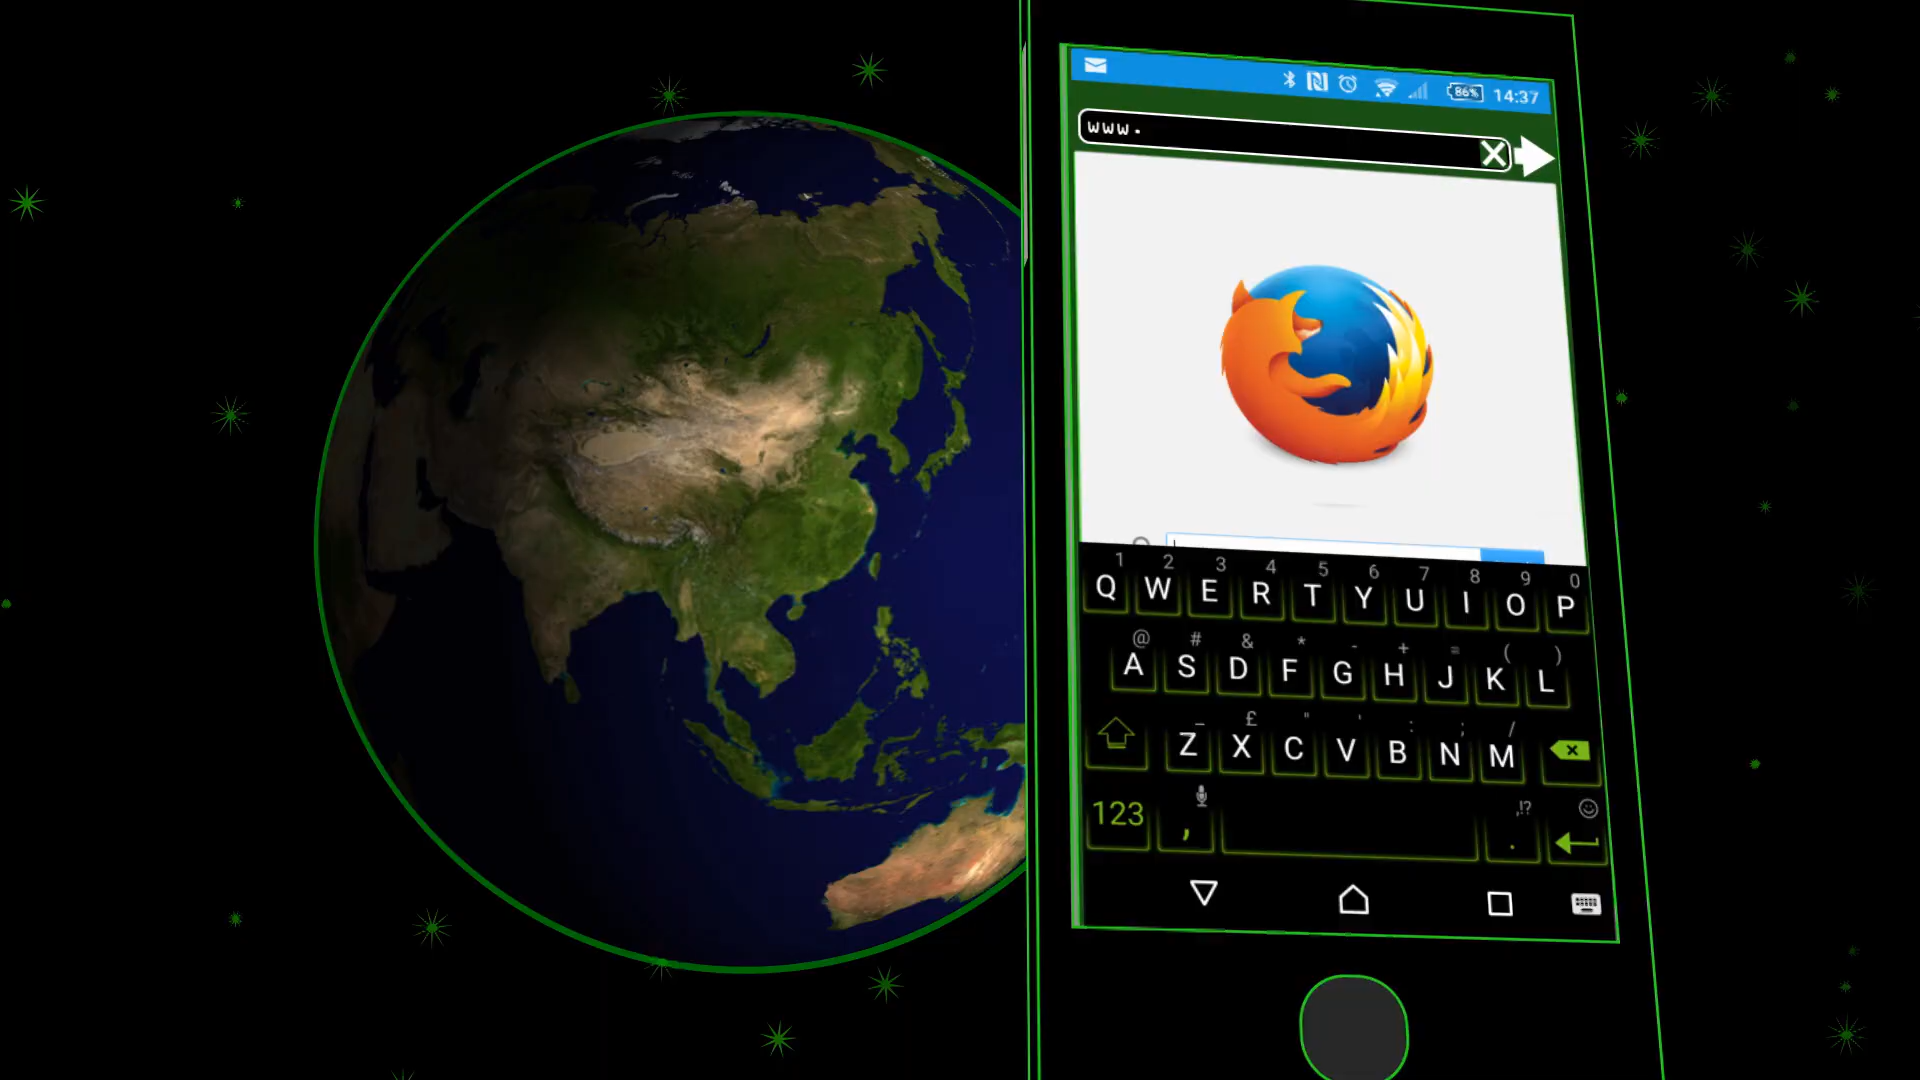 86% 14:37
www.
1 2 3 4 5 6 7 8 9 0
Q W E R T Y U I O P
@ # & * - + = ( )
A S D F G H J K L
_ £ " ' : ; /
Z X C V B N M
,!?
123 , .